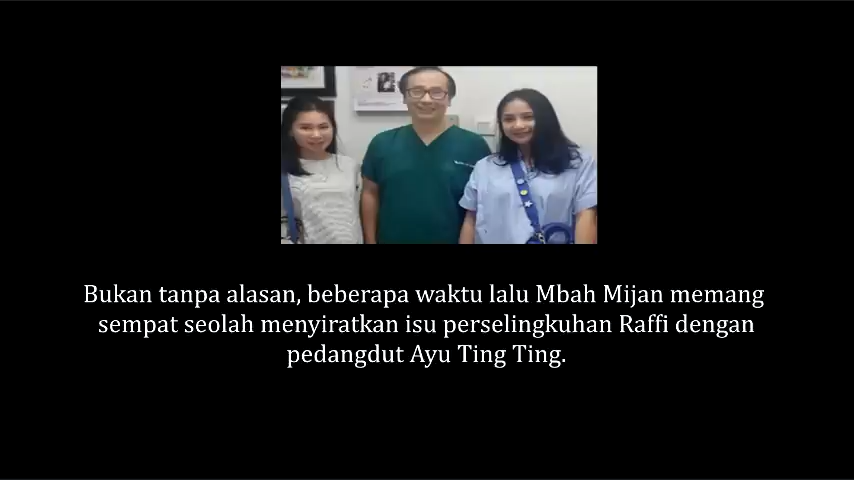 Bukan tanpa alasan, beberapa waktu lalu Mbah Mijan memang
sempat seolah menyiratkan isu perselingkuhan Raffi dengan
pedangdut Ayu Ting Ting.